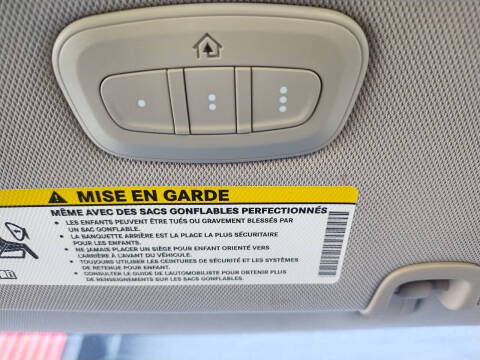 MISE EN GARDE
MÊME AVEC DES SACS GONFLABLES PERFECTIONNÉS
• LES ENFANTS PEUVENT ÊTRE TUÉS OU GRAVEMENT BLESSÉS PAR
UN SAC GONFLABLE.
• LA BANQUETTE ARRIÈRE EST LA PLACE LA PLUS SÉCURITAIRE
POUR LES ENFANTS.
• NE JAMAIS PLACER UN SIÈGE POUR ENFANT ORIENTÉ VERS
L'ARRIÈRE À L'AVANT DU VÉHICULE.
• TOUJOURS UTILISER LES CEINTURES DE SÉCURITÉ ET LES SYSTÈMES
DE RETENUE POUR ENFANT.
• CONSULTER LE GUIDE DE L'AUTOMOBILISTE POUR OBTENIR PLUS
DE RENSEIGNEMENTS SUR LES SACS GONFLABLES.